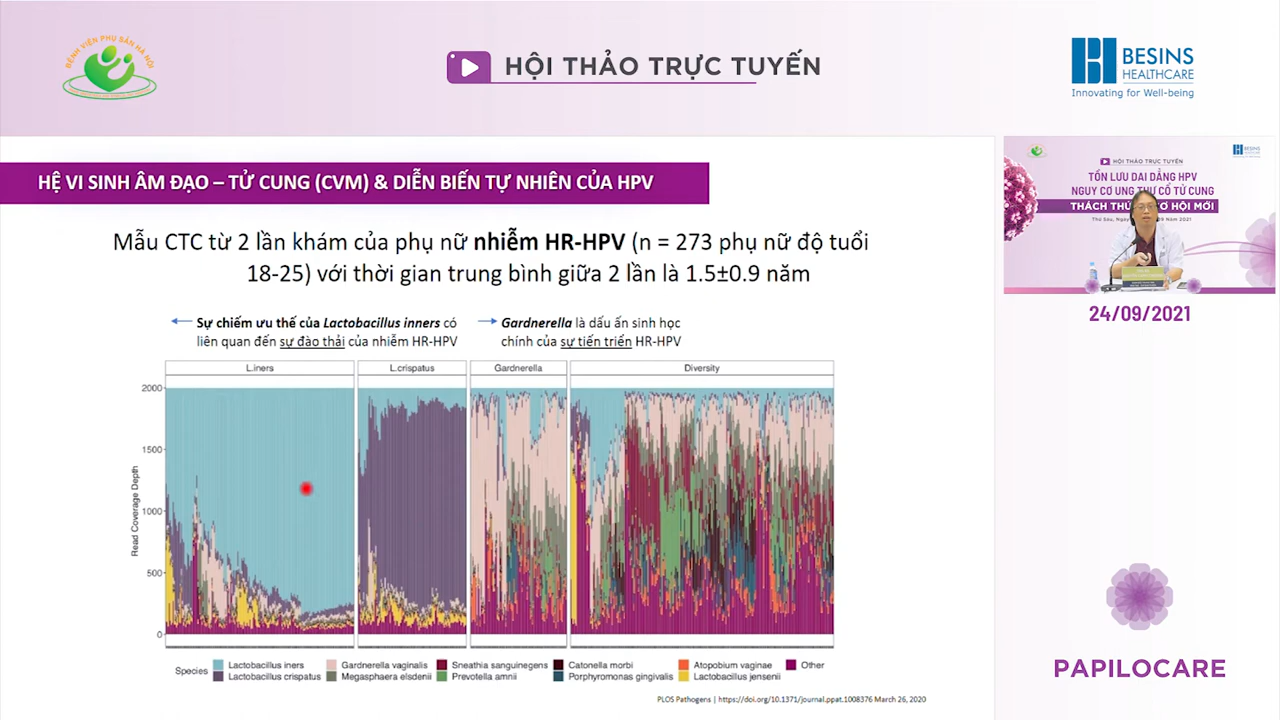 BỆNH VIỆN PHỤ SẢN HÀ NỘI
HỘI THẢO TRỰC TUYẾN
BESINS
HEALTHCARE
Innovating for Well-being
HỆ VI SINH ÂM ĐẠO – TỬ CUNG (CVM) & DIỄN BIẾN TỰ NHIÊN CỦA HPV
Mẫu CTC từ 2 lần khám của phụ nữ nhiễm HR-HPV (n = 273 phụ nữ độ tuổi
18-25) với thời gian trung bình giữa 2 lần là 1.5±0.9 năm
Sự chiếm ưu thế của Lactobacillus inners có
liên quan đến sự đào thải của nhiễm HR-HPV
Gardnerella là dấu ấn sinh học
chính của sự tiến triển HR-HPV
L.iners
L.crispatus
Gardnerella
Diversity
Read Coverage Depth
2000
1500
1000
500
0
Species
Lactobacillus iners
Gardnerella vaginalis
Sneathia sanguinegens
Catonella morbi
Atopobium vaginae
Other
Lactobacillus crispatus
Megasphaera elsdenii
Prevotella amnii
Porphyromonas gingivalis
Lactobacillus jensenii
PLOS Pathogens | https://doi.org/10.1371/journal.ppat.1008376 March 26, 2020
HỘI THẢO TRỰC TUYẾN
TỒN LƯU DAI DẲNG HPV
NGUY CƠ UNG THƯ CỔ TỬ CUNG
THÁCH THỨ Ơ HỘI MỚI
24/09/2021
PAPILOCARE